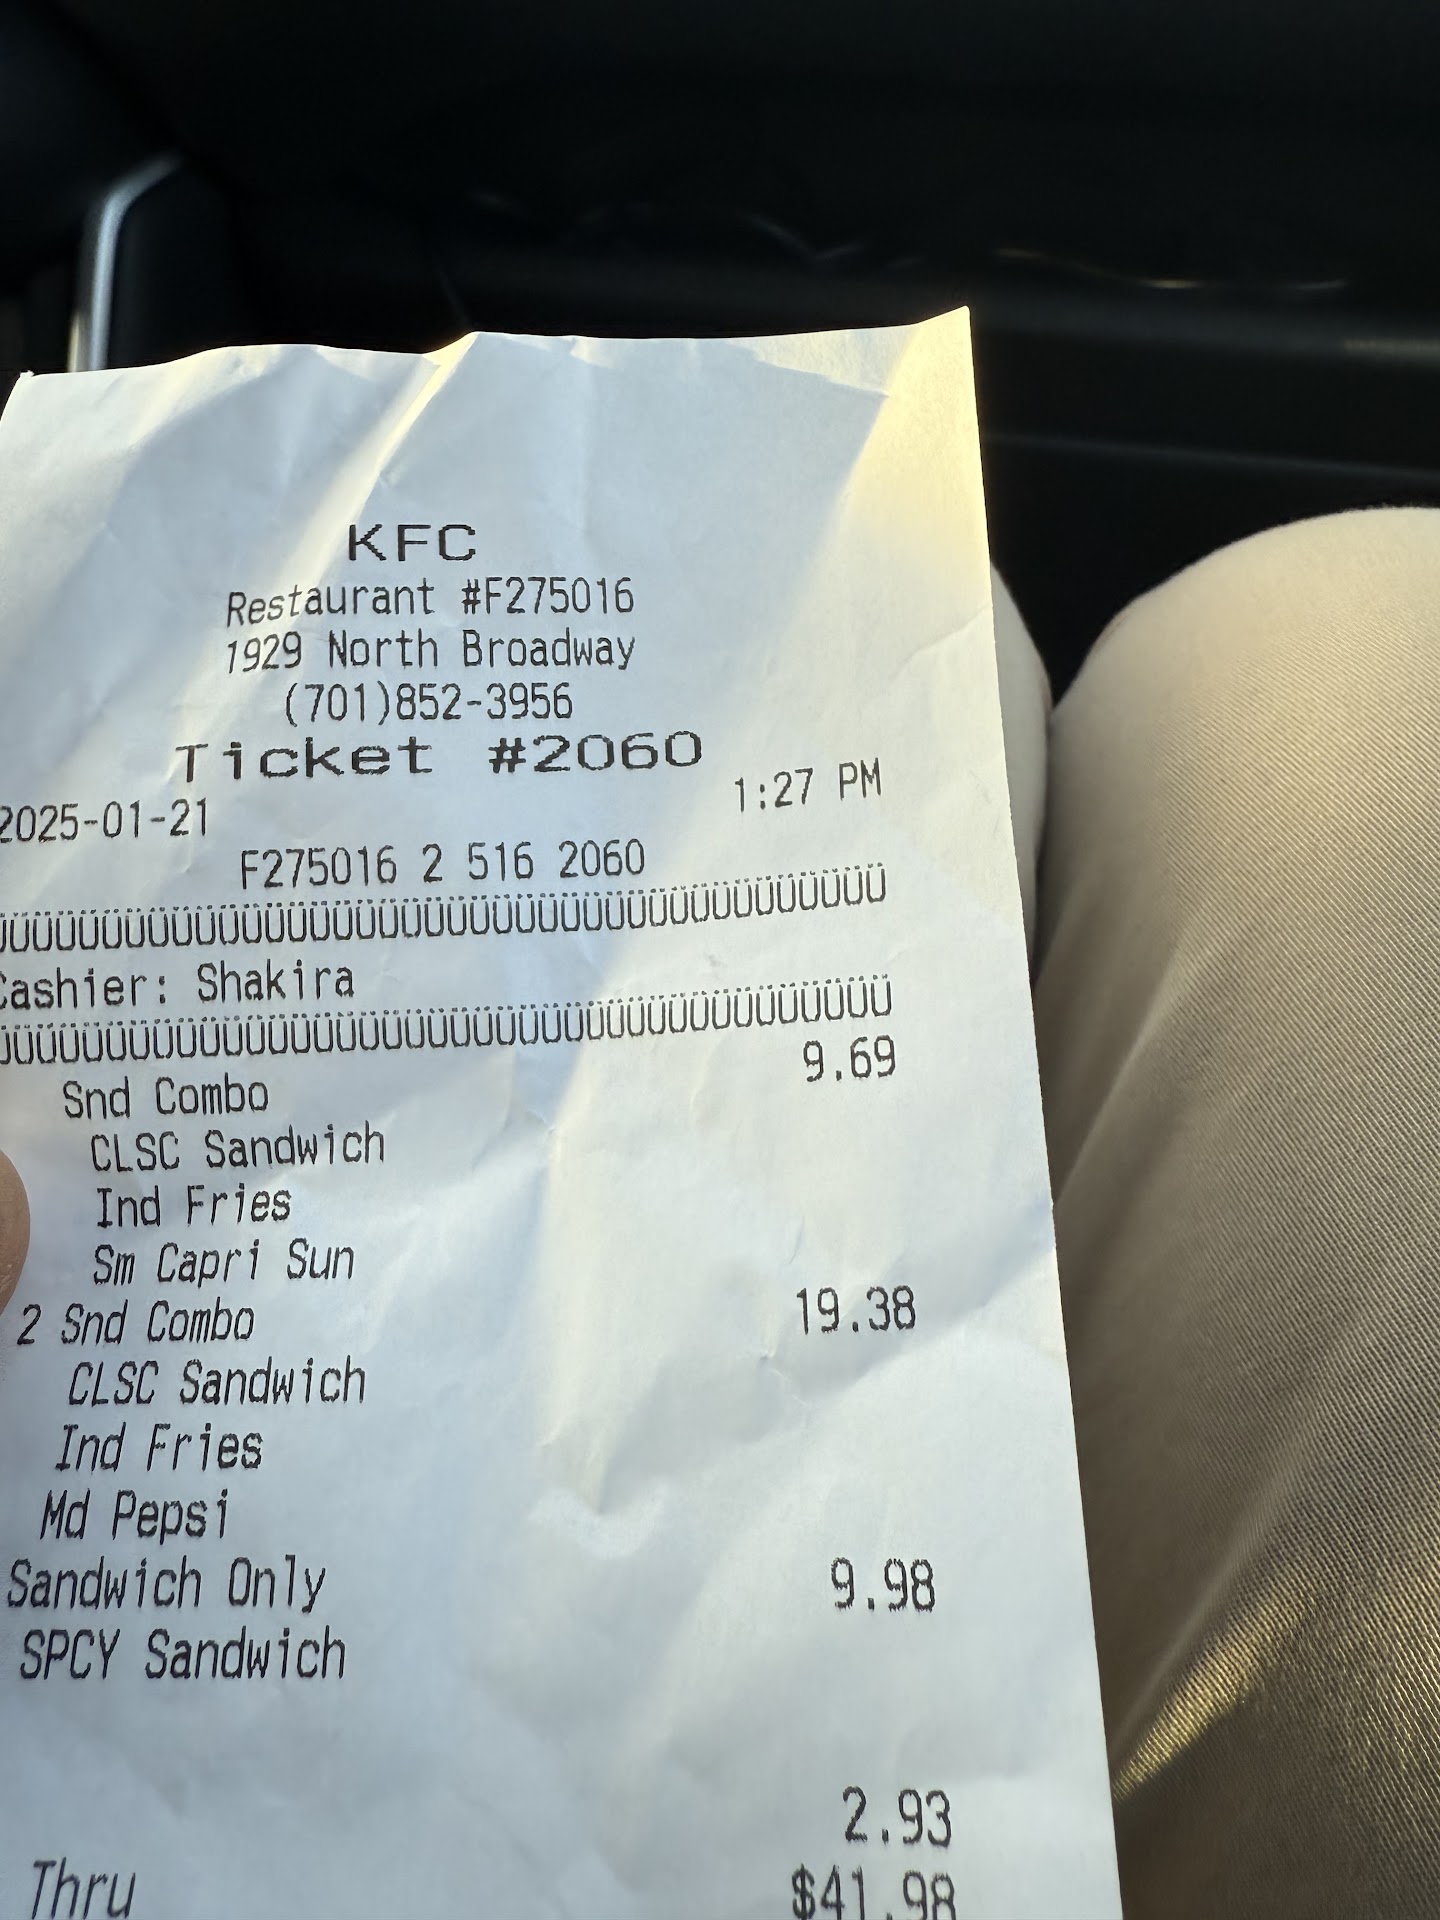 KFC
Restaurant #F275016
1929 North Broadway
(701)852-3956
Ticket #2060
2025-01-21 1:27 PM
F275016 2 516 2060
ÜÜÜÜÜÜÜÜÜÜÜÜÜÜÜÜÜÜÜÜÜÜÜÜÜÜÜÜÜÜÜÜÜÜÜÜÜÜÜ
Cashier: Shakira
ÜÜÜÜÜÜÜÜÜÜÜÜÜÜÜÜÜÜÜÜÜÜÜÜÜÜÜÜÜÜÜÜÜÜÜÜÜÜÜ
Snd Combo 9.69
CLSC Sandwich
Ind Fries
Sm Capri Sun
2 Snd Combo 19.38
CLSC Sandwich
Ind Fries
Md Pepsi
Sandwich Only 9.98
SPCY Sandwich
2.93
Thru $41.98